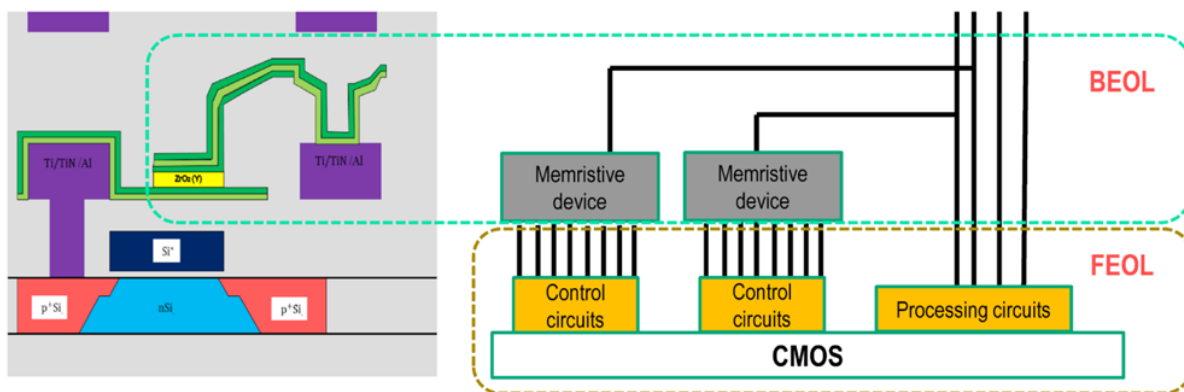 Ti/TiN/Al
Ti/TiN/Al
ZrO₂(Y)
Si*
p⁺Si
nSi
p⁺Si
BEOL
Memristive
device
Memristive
device
FEOL
Control
circuits
Control
circuits
Processing circuits
CMOS